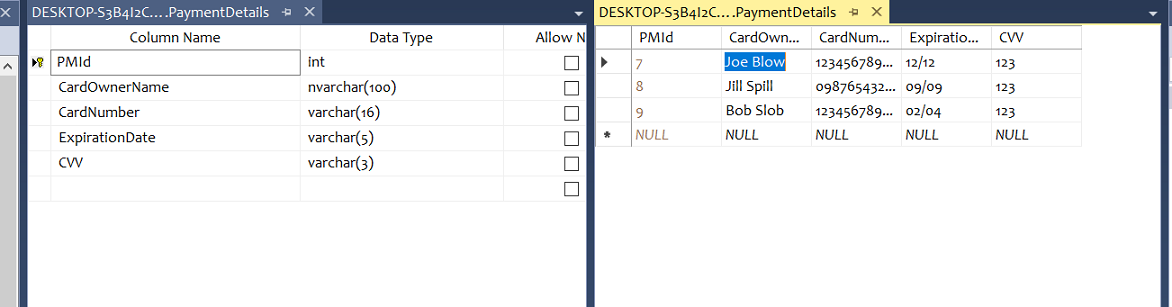 DESKTOP-S3B4I2C....PaymentDetails
Column Name Data Type Allow N
PMId int
CardOwnerName nvarchar(100)
CardNumber varchar(16)
ExpirationDate varchar(5)
CVV varchar(3)
DESKTOP-S3B4I2C....PaymentDetails
PMId CardOwn... CardNum... Expiratio... CVV
7 Joe Blow 123456789... 12/12 123
8 Jill Spill 098765432... 09/09 123
9 Bob Slob 123456789... 02/04 123
NULL NULL NULL NULL NULL